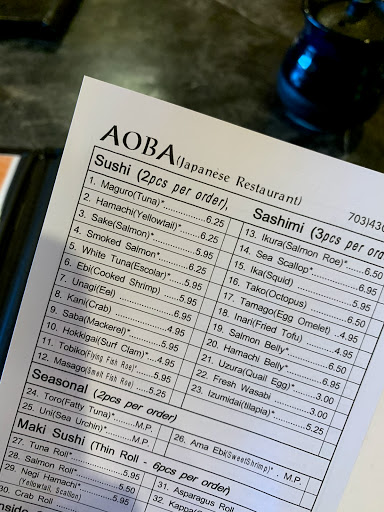 AOBA(Japanese Restaurant)
703)43
Sushi (2pcs per order),
Sashimi (3pcs per ord
1. Maguro(Tuna)*..........6.25
2. Hamachi(Yellowtail)*....6.25
3. Sake(Salmon)*..........5.95
4. Smoked Salmon*..........6.25
5. White Tuna(Escolar)*....5.95
6. Ebi(Cooked Shrimp) .....5.95
7. Unagi(Eel) ..........6.95
8. Kani(Crab) ..........4.95
9. Saba(Mackerel)*..........5.95
10. Hokkigai(Surf Clam)*...4.95
11. Tobiko(Flying Fish Roe)*.....5.95
12. Masago(Smelt Fish Roe)*.....5.25
13. Ikura(Salmon Roe)*....6.50
14. Sea Scallop*..........6.95
15. Ika(Squid) ..........5.95
16. Tako(Octopus) ..........6.50
17. Tamago(Egg Omelet) ..4.95
18. Inari(Fried Tofu) ......4.95
19. Salmon Belly*..........6.50
20. Hamachi Belly*..........6.95
21. Uzura(Quail Egg)*......3.00
22. Fresh Wasabi ..........3.00
23. Izumidai(tilapia)*......5.25
Seasonal (2pcs per order)
24. Toro(Fatty Tuna)*......M.P.
25. Uni(Sea Urchin)*......M.P.
26. Ama Ebi(SweetShrimp)* . M.P.
Maki Sushi (Thin Roll - 6pcs per order)
27. Tuna Roll*..........5.95
28. Salmon Roll*..........5.50
29. Negi Hamachi*..........5.95
(Yellowtail, Scallion)
30. Crab Roll
31. Asparagus Roll
32. Kappa